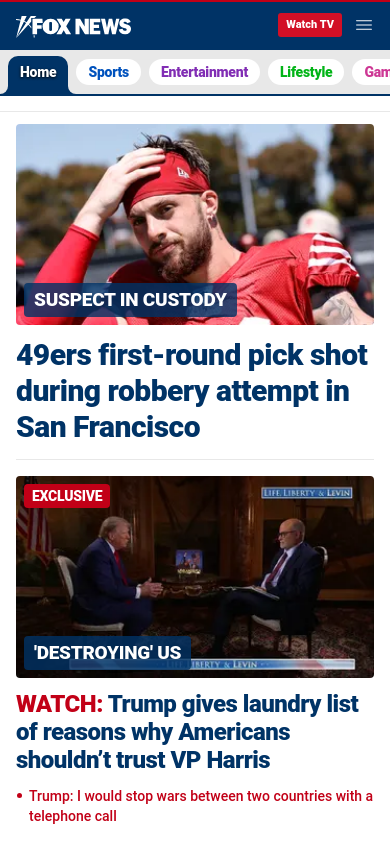 FOX NEWS
Watch TV
Home
Sports
Entertainment
Lifestyle
Gam
SUSPECT IN CUSTODY
49ers first-round pick shot
during robbery attempt in
San Francisco
EXCLUSIVE
LIFE, LIBERTY & LEVIN
'DESTROYING' US
LIBERTY & LEVIN
WATCH: Trump gives laundry list
of reasons why Americans
shouldn’t trust VP Harris
• Trump: I would stop wars between two countries with a
telephone call